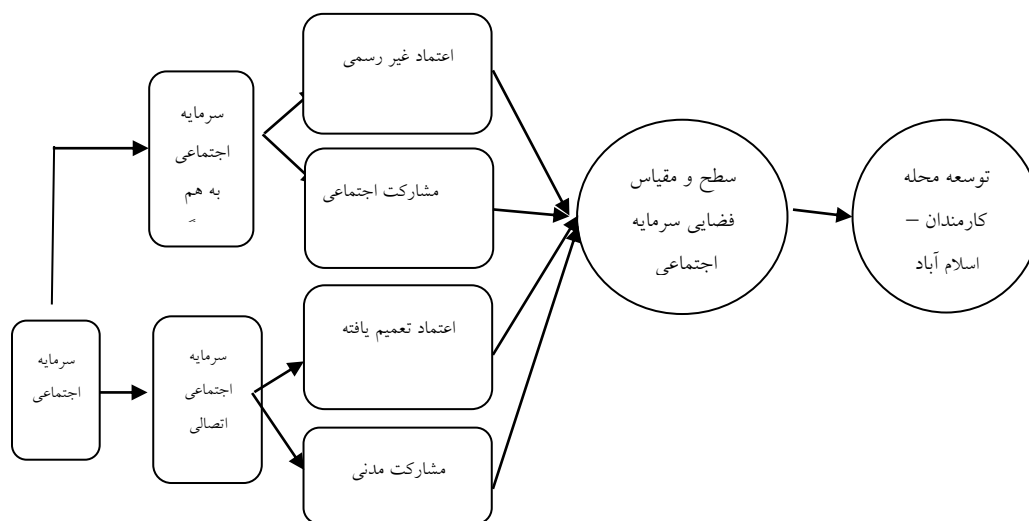 اعتماد غیر رسمی
سرمایه
اجتماعی
به هم
مشارکت اجتماعی
سطح و مقیاس
فضایی سرمایه
اجتماعی
توسعه محله
کارمندان –
اسلام آباد
اعتماد تعمیم یافته
سرمایه
اجتماعی
اتصالی
سرمایه
اجتماعی
مشارکت مدنی